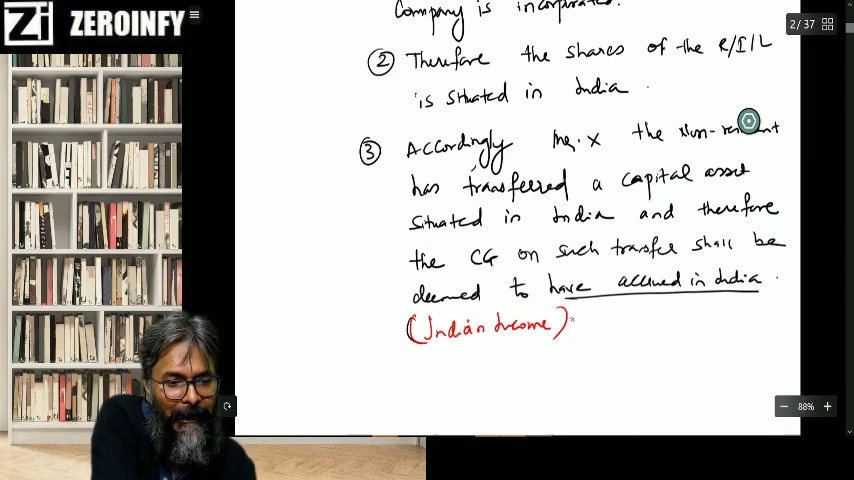 Zi ZEROINFY
2/37
Company is incorporated.
② Therefore the shares of the R/I/L
is situated in India.
③ Accordingly Mr. X the Non-resident
has transferred a capital asset
situated in India and therefore
the CG on such transfer shall be
deemed to have accrued in India.
(Indian Income)
88%